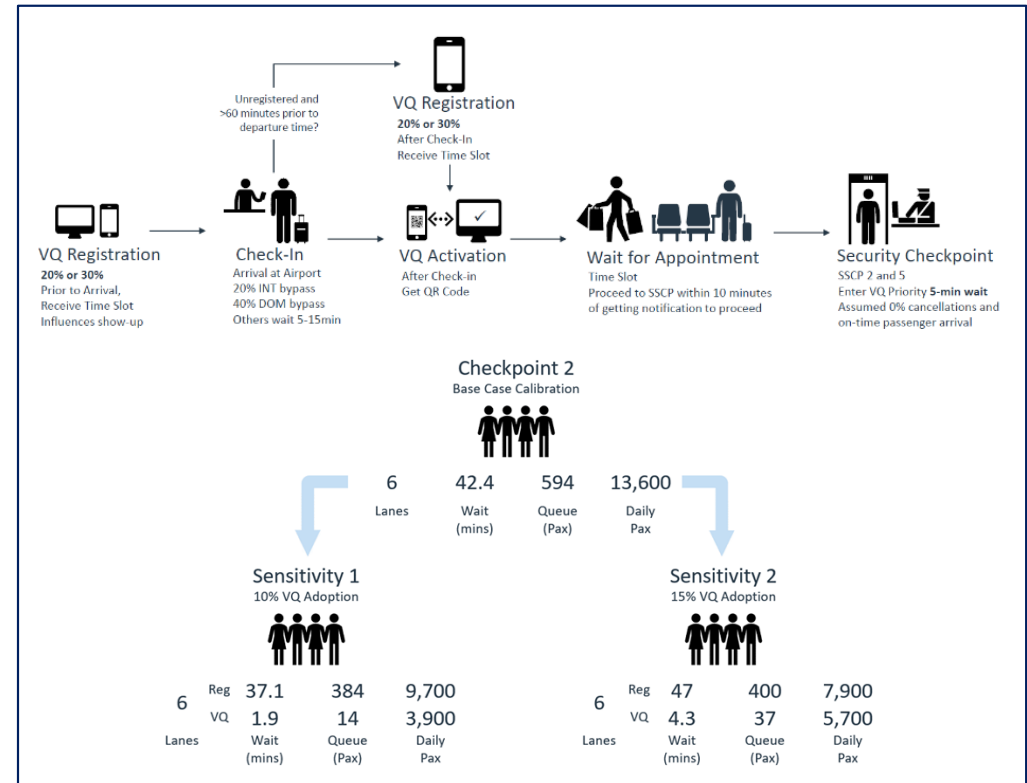 Unregistered and
>60 minutes prior to
departure time?
VQ Registration
20% or 30%
After Check-In
Receive Time Slot
VQ Registration
20% or 30%
Prior to Arrival,
Receive Time Slot
Influences show-up
Check-In
Arrival at Airport
20% INT bypass
40% DOM bypass
Others wait 5-15min
VQ Activation
After Check-in
Get QR Code
Wait for Appointment
Time Slot
Proceed to SSCP within 10 minutes
of getting notification to proceed
Security Checkpoint
SSCP 2 and 5
Enter VQ Priority 5-min wait
Assumed 0% cancellations and
on-time passenger arrival
Checkpoint 2
Base Case Calibration
6 42.4 594 13,600
Lanes Wait Queue Daily
(mins) (Pax) Pax
Sensitivity 1
10% VQ Adoption
6
Reg 37.1 384 9,700
VQ 1.9 14 3,900
Lanes Wait Queue Daily
(mins) (Pax) Pax
Sensitivity 2
15% VQ Adoption
6
Reg 47 400 7,900
VQ 4.3 37 5,700
Lanes Wait Queue Daily
(mins) (Pax) Pax